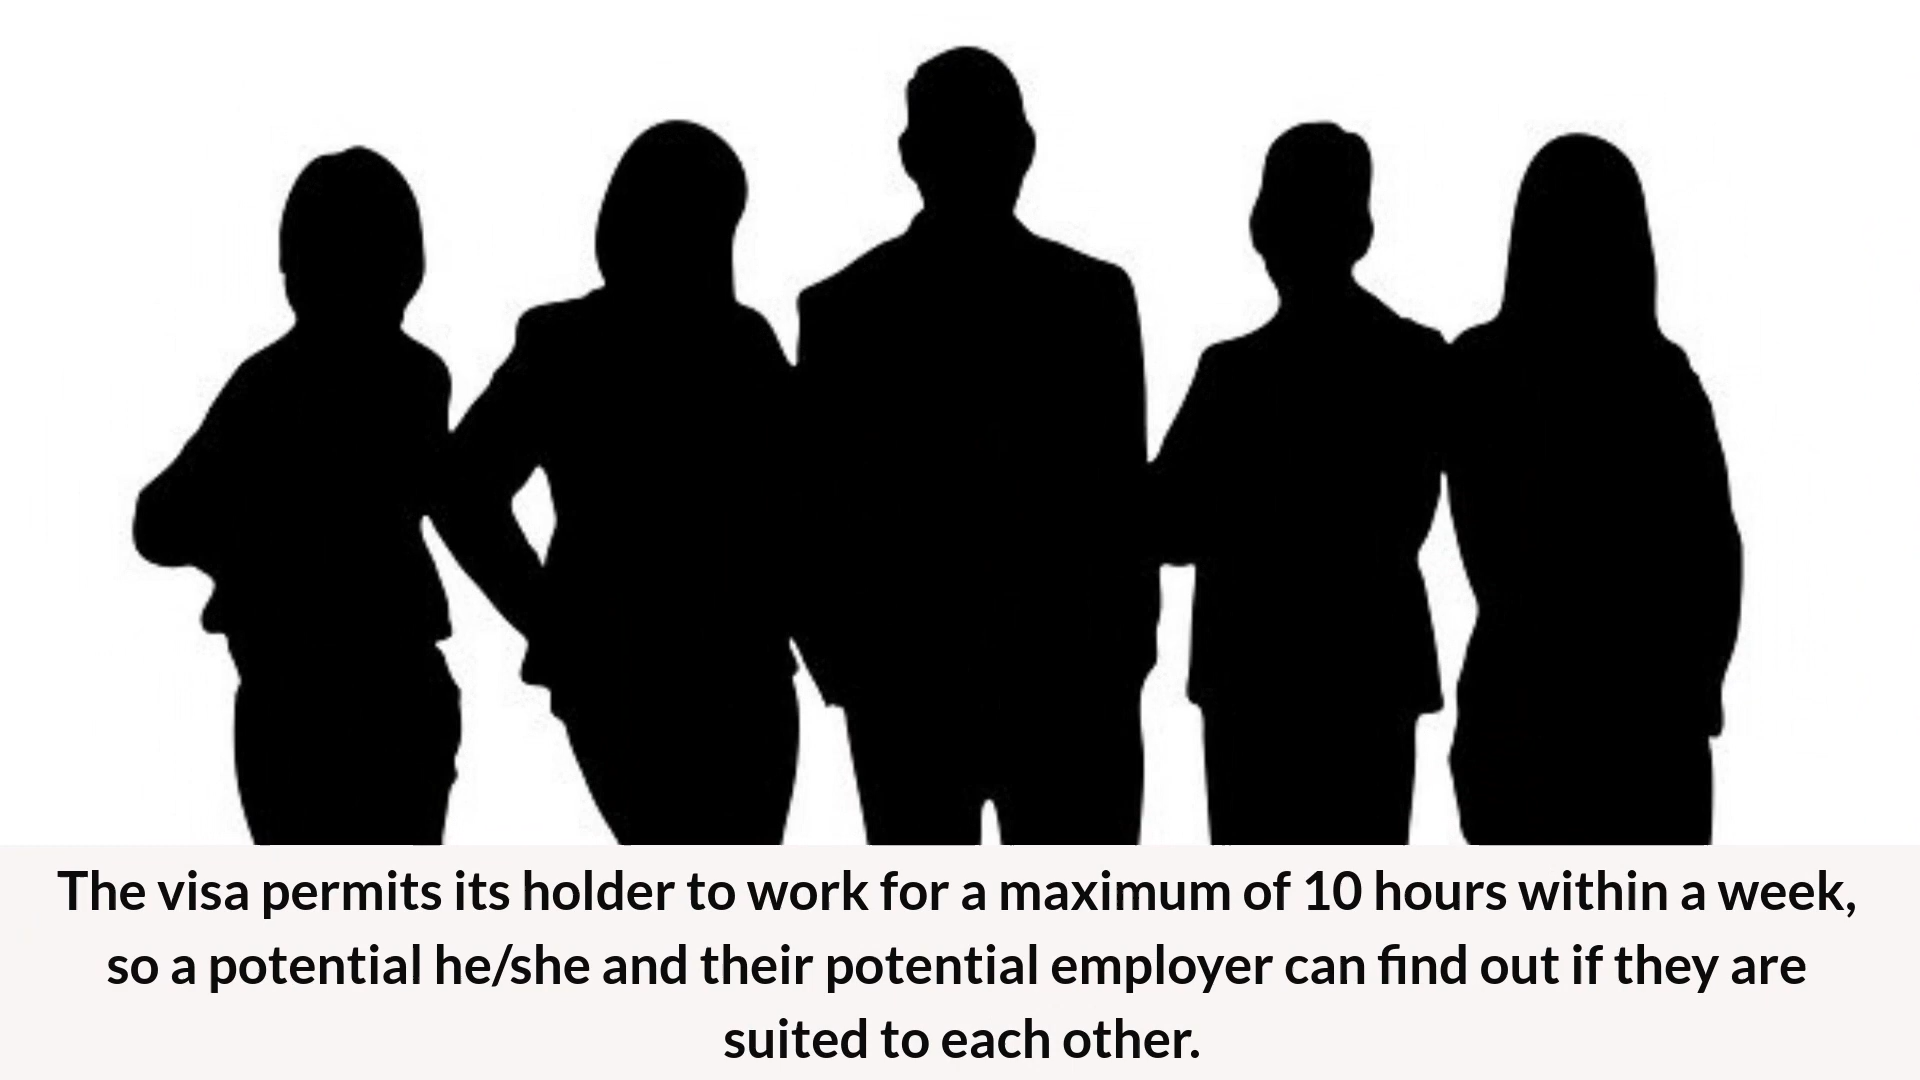 The visa permits its holder to work for a maximum of 10 hours within a week,
so a potential he/she and their potential employer can find out if they are
suited to each other.